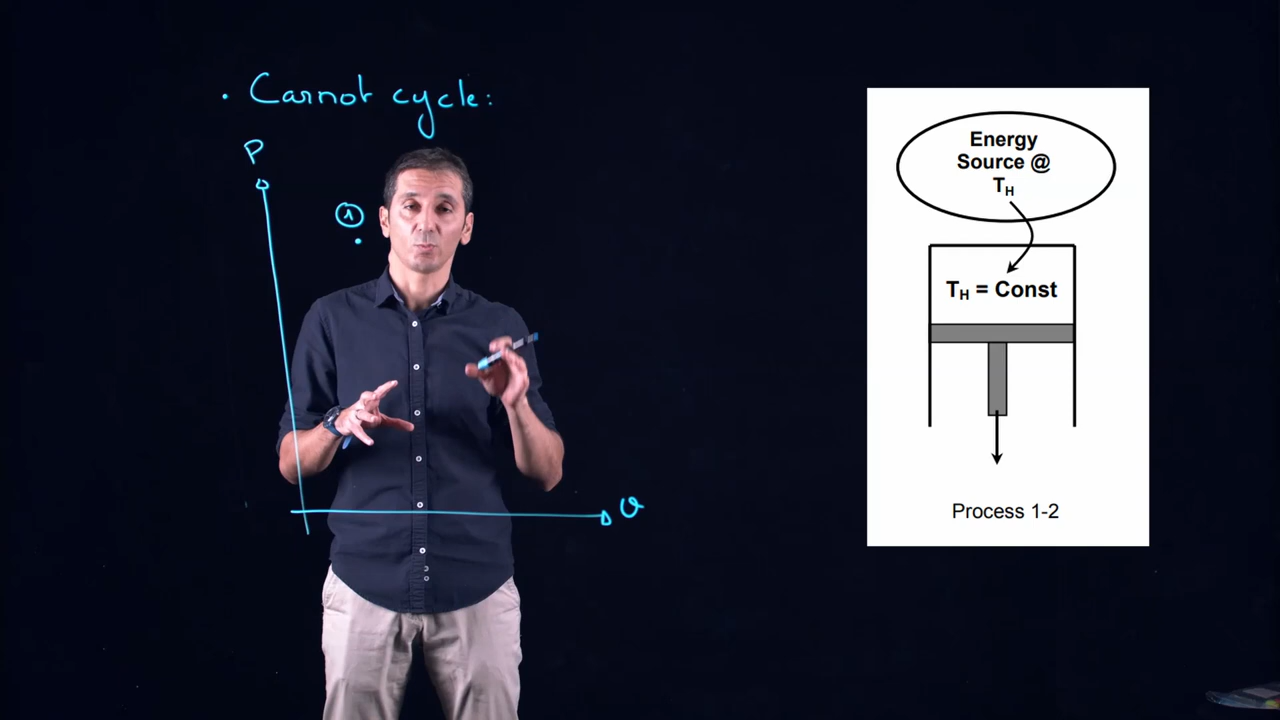 • Carnot cycle:
P
1
v
Energy
Source @
TH
TH = Const
Process 1-2